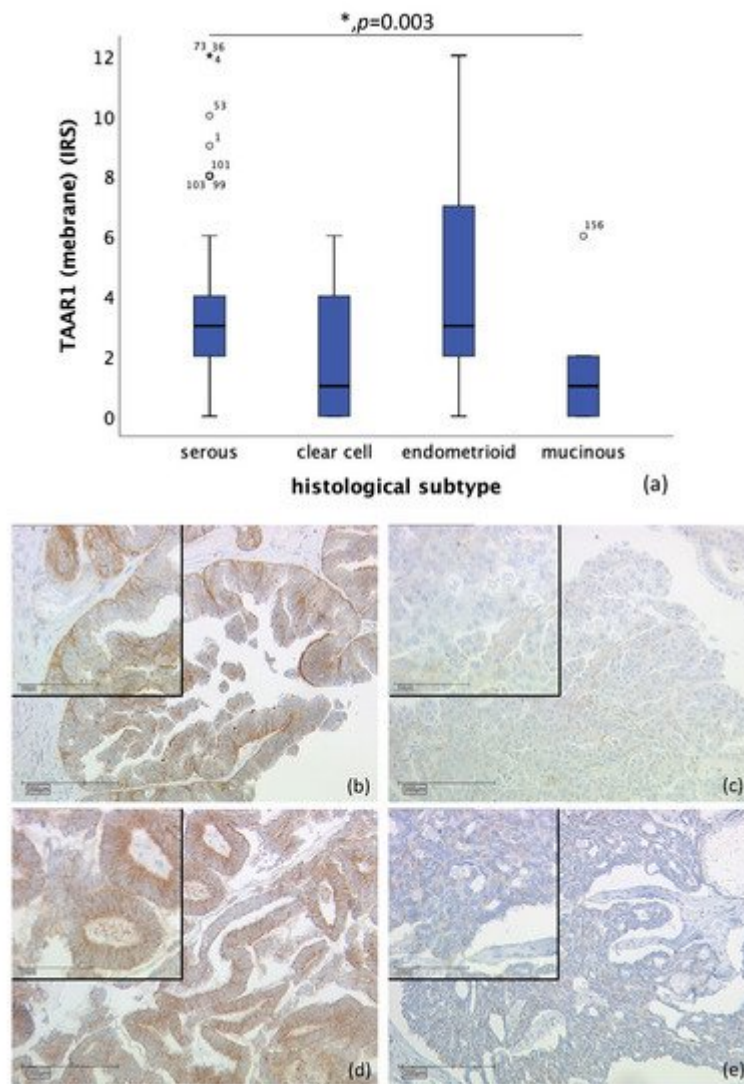 *,p=0.003
TAAR1 (mebrane) (IRS)
12
10
8
6
4
2
0
73 36
4
53
1
101
103 99
156
serous clear cell endometrioid mucinous
histological subtype
(a)
(b)
(c)
(d)
(e)